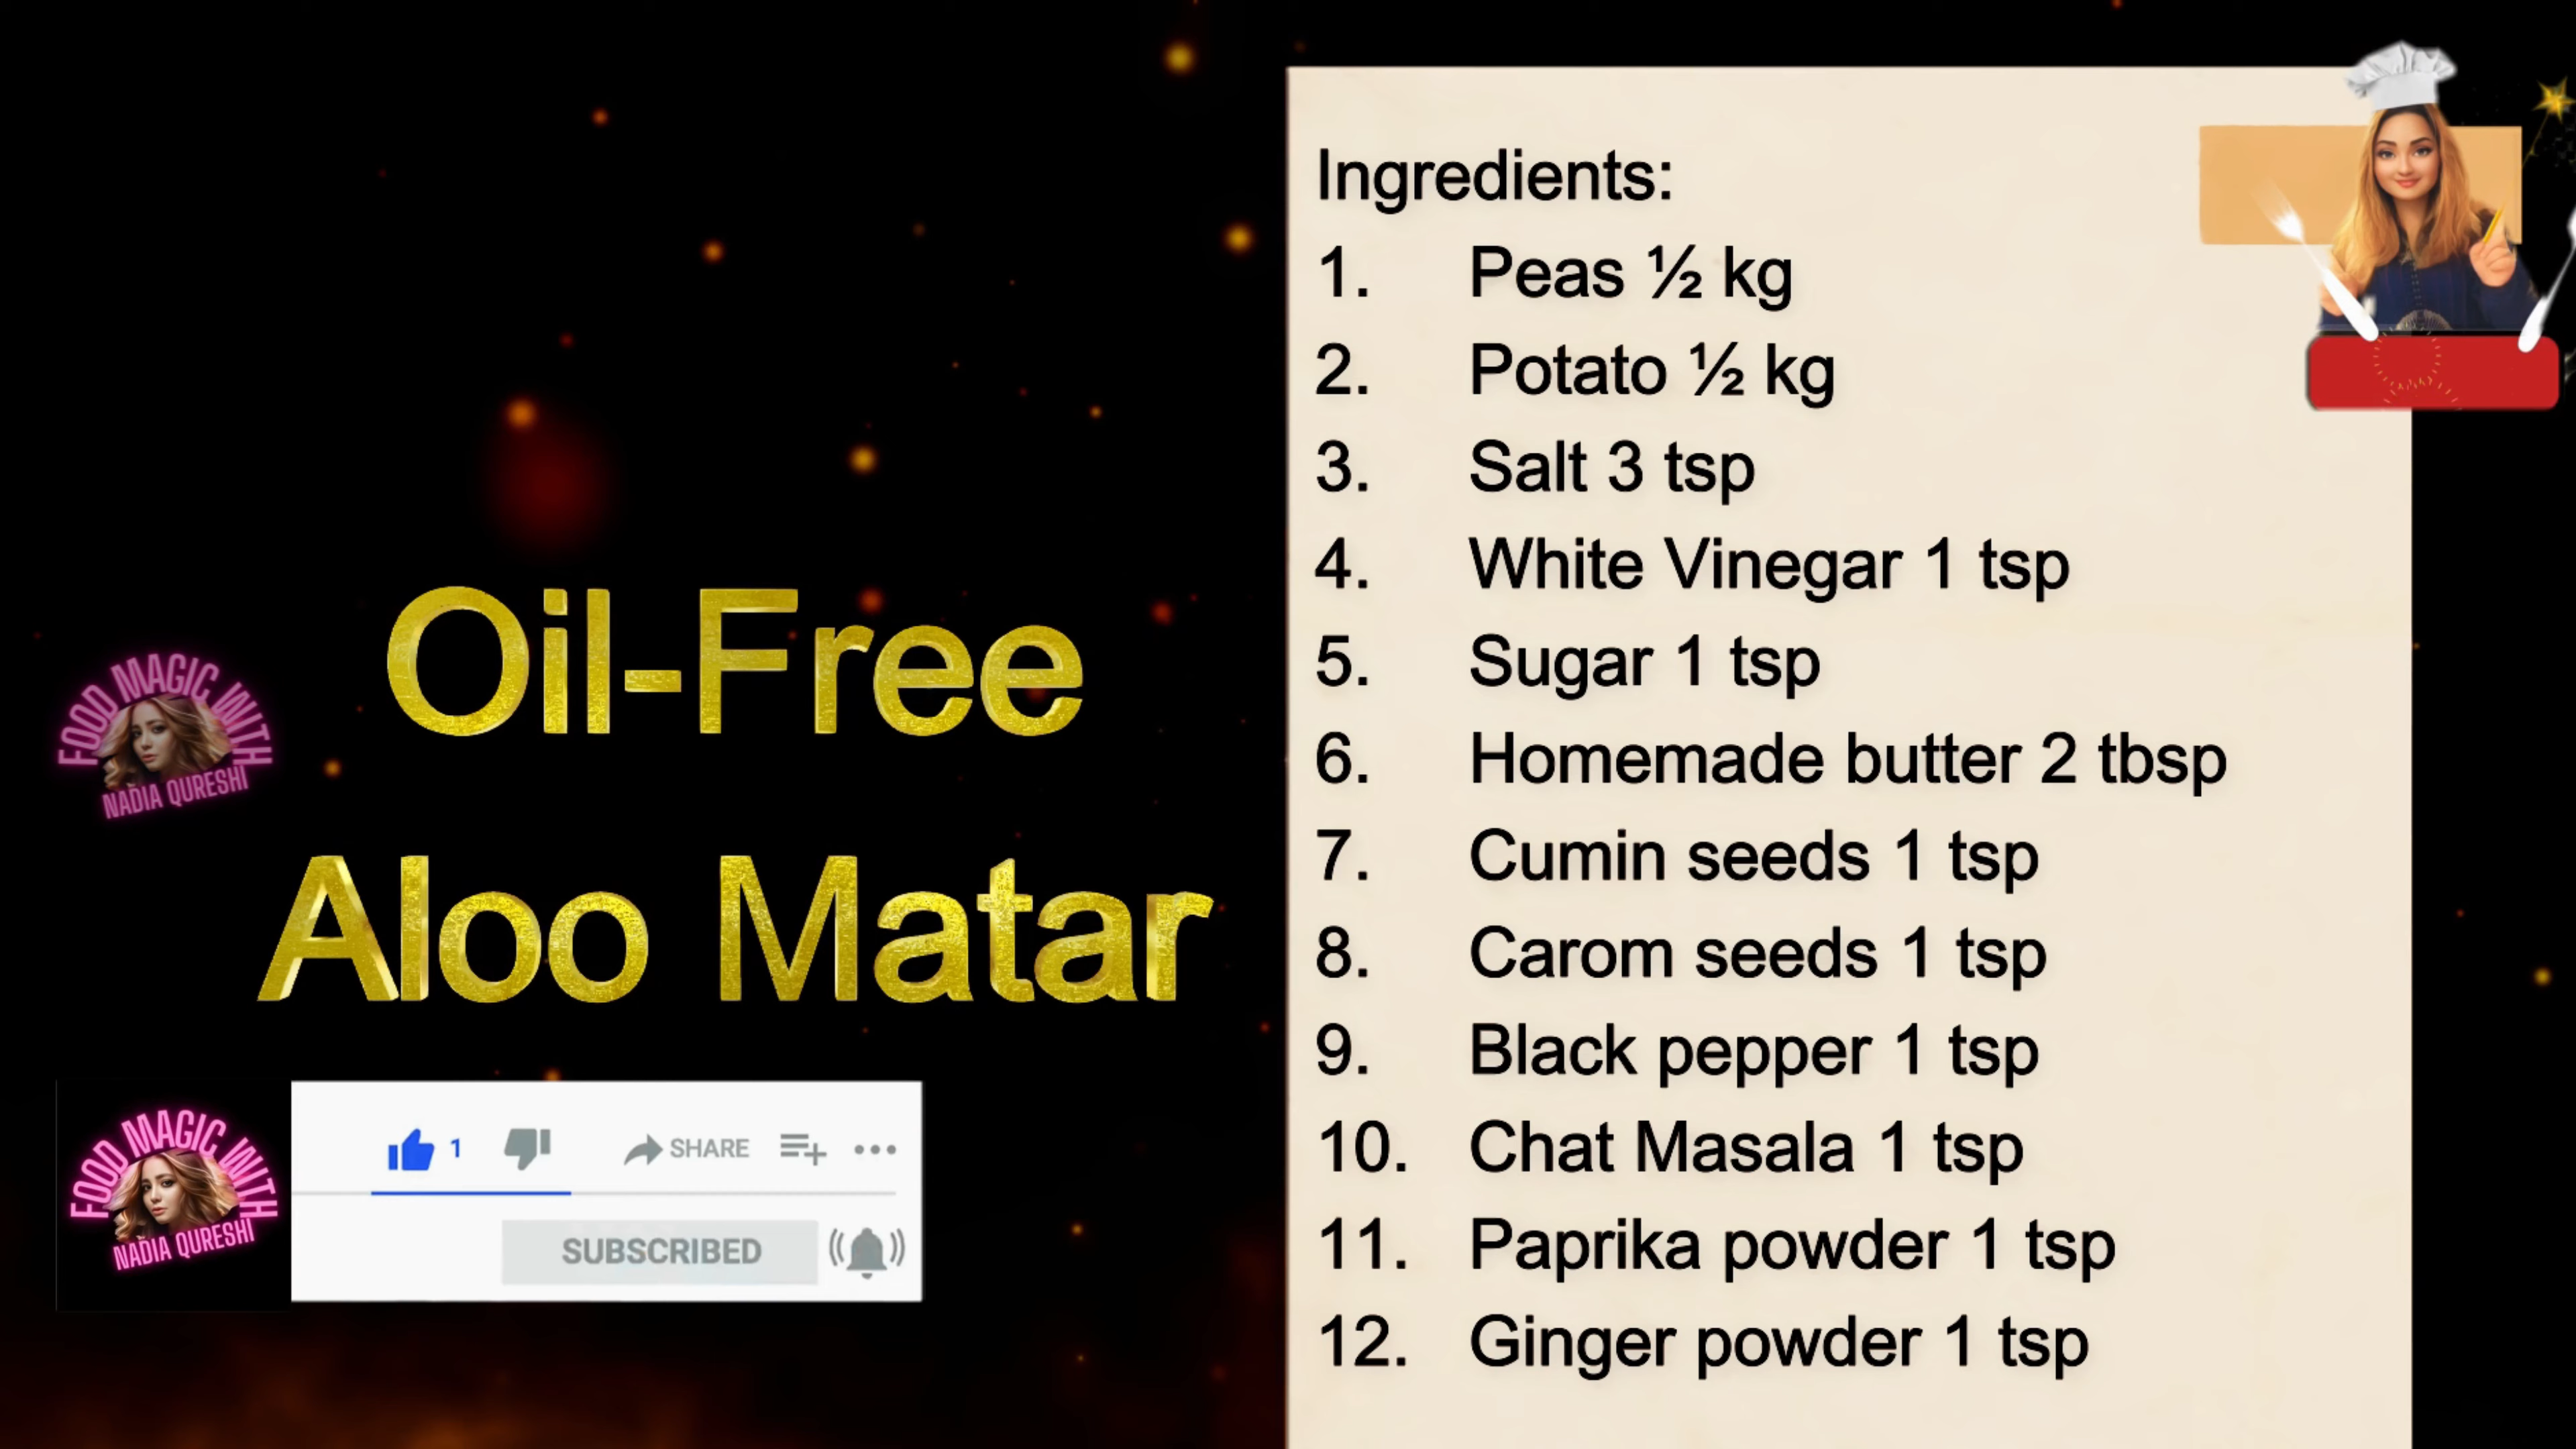 Oil-Free
Aloo Matar
FOOD MAGIC WITH
NADIA QURESHI
FOOD MAGIC WITH
NADIA QURESHI
1
SHARE
SUBSCRIBED
Ingredients:
1. Peas ½ kg
2. Potato ½ kg
3. Salt 3 tsp
4. White Vinegar 1 tsp
5. Sugar 1 tsp
6. Homemade butter 2 tbsp
7. Cumin seeds 1 tsp
8. Carom seeds 1 tsp
9. Black pepper 1 tsp
10. Chat Masala 1 tsp
11. Paprika powder 1 tsp
12. Ginger powder 1 tsp